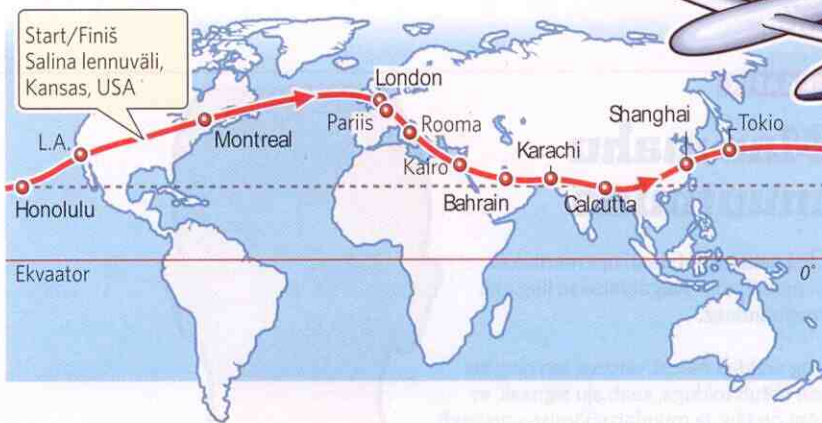 Start/Finiš
Salina lennuväli,
Kansas, USA
L.A.
Montreal
London
Pariis
Rooma
Kairo
Karachi
Bahrain
Calcutta
Shanghai
Tokio
Honolulu
Ekvaator
0°